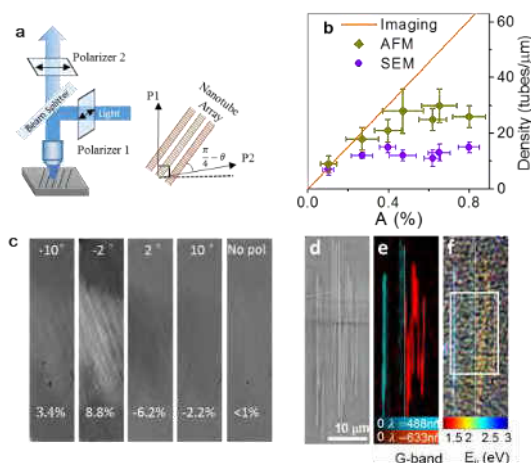 a
Polarizer 2
Beam Splitter
Light
Polarizer 1
P1
Nanotube
Array
π/4 − θ
P2
b
Imaging
AFM
SEM
Density (tubes/μm)
60
40
20
0
0.0
0.4
0.8
A (%)
c
-10°
-2°
2°
10°
No pol
3.4%
8.8%
-6.2%
-2.2%
<1%
d
10 μm
e
0 λ=488nm
0 λ=633nm
G-band
f
1.5
2
2.5
3
(eV)